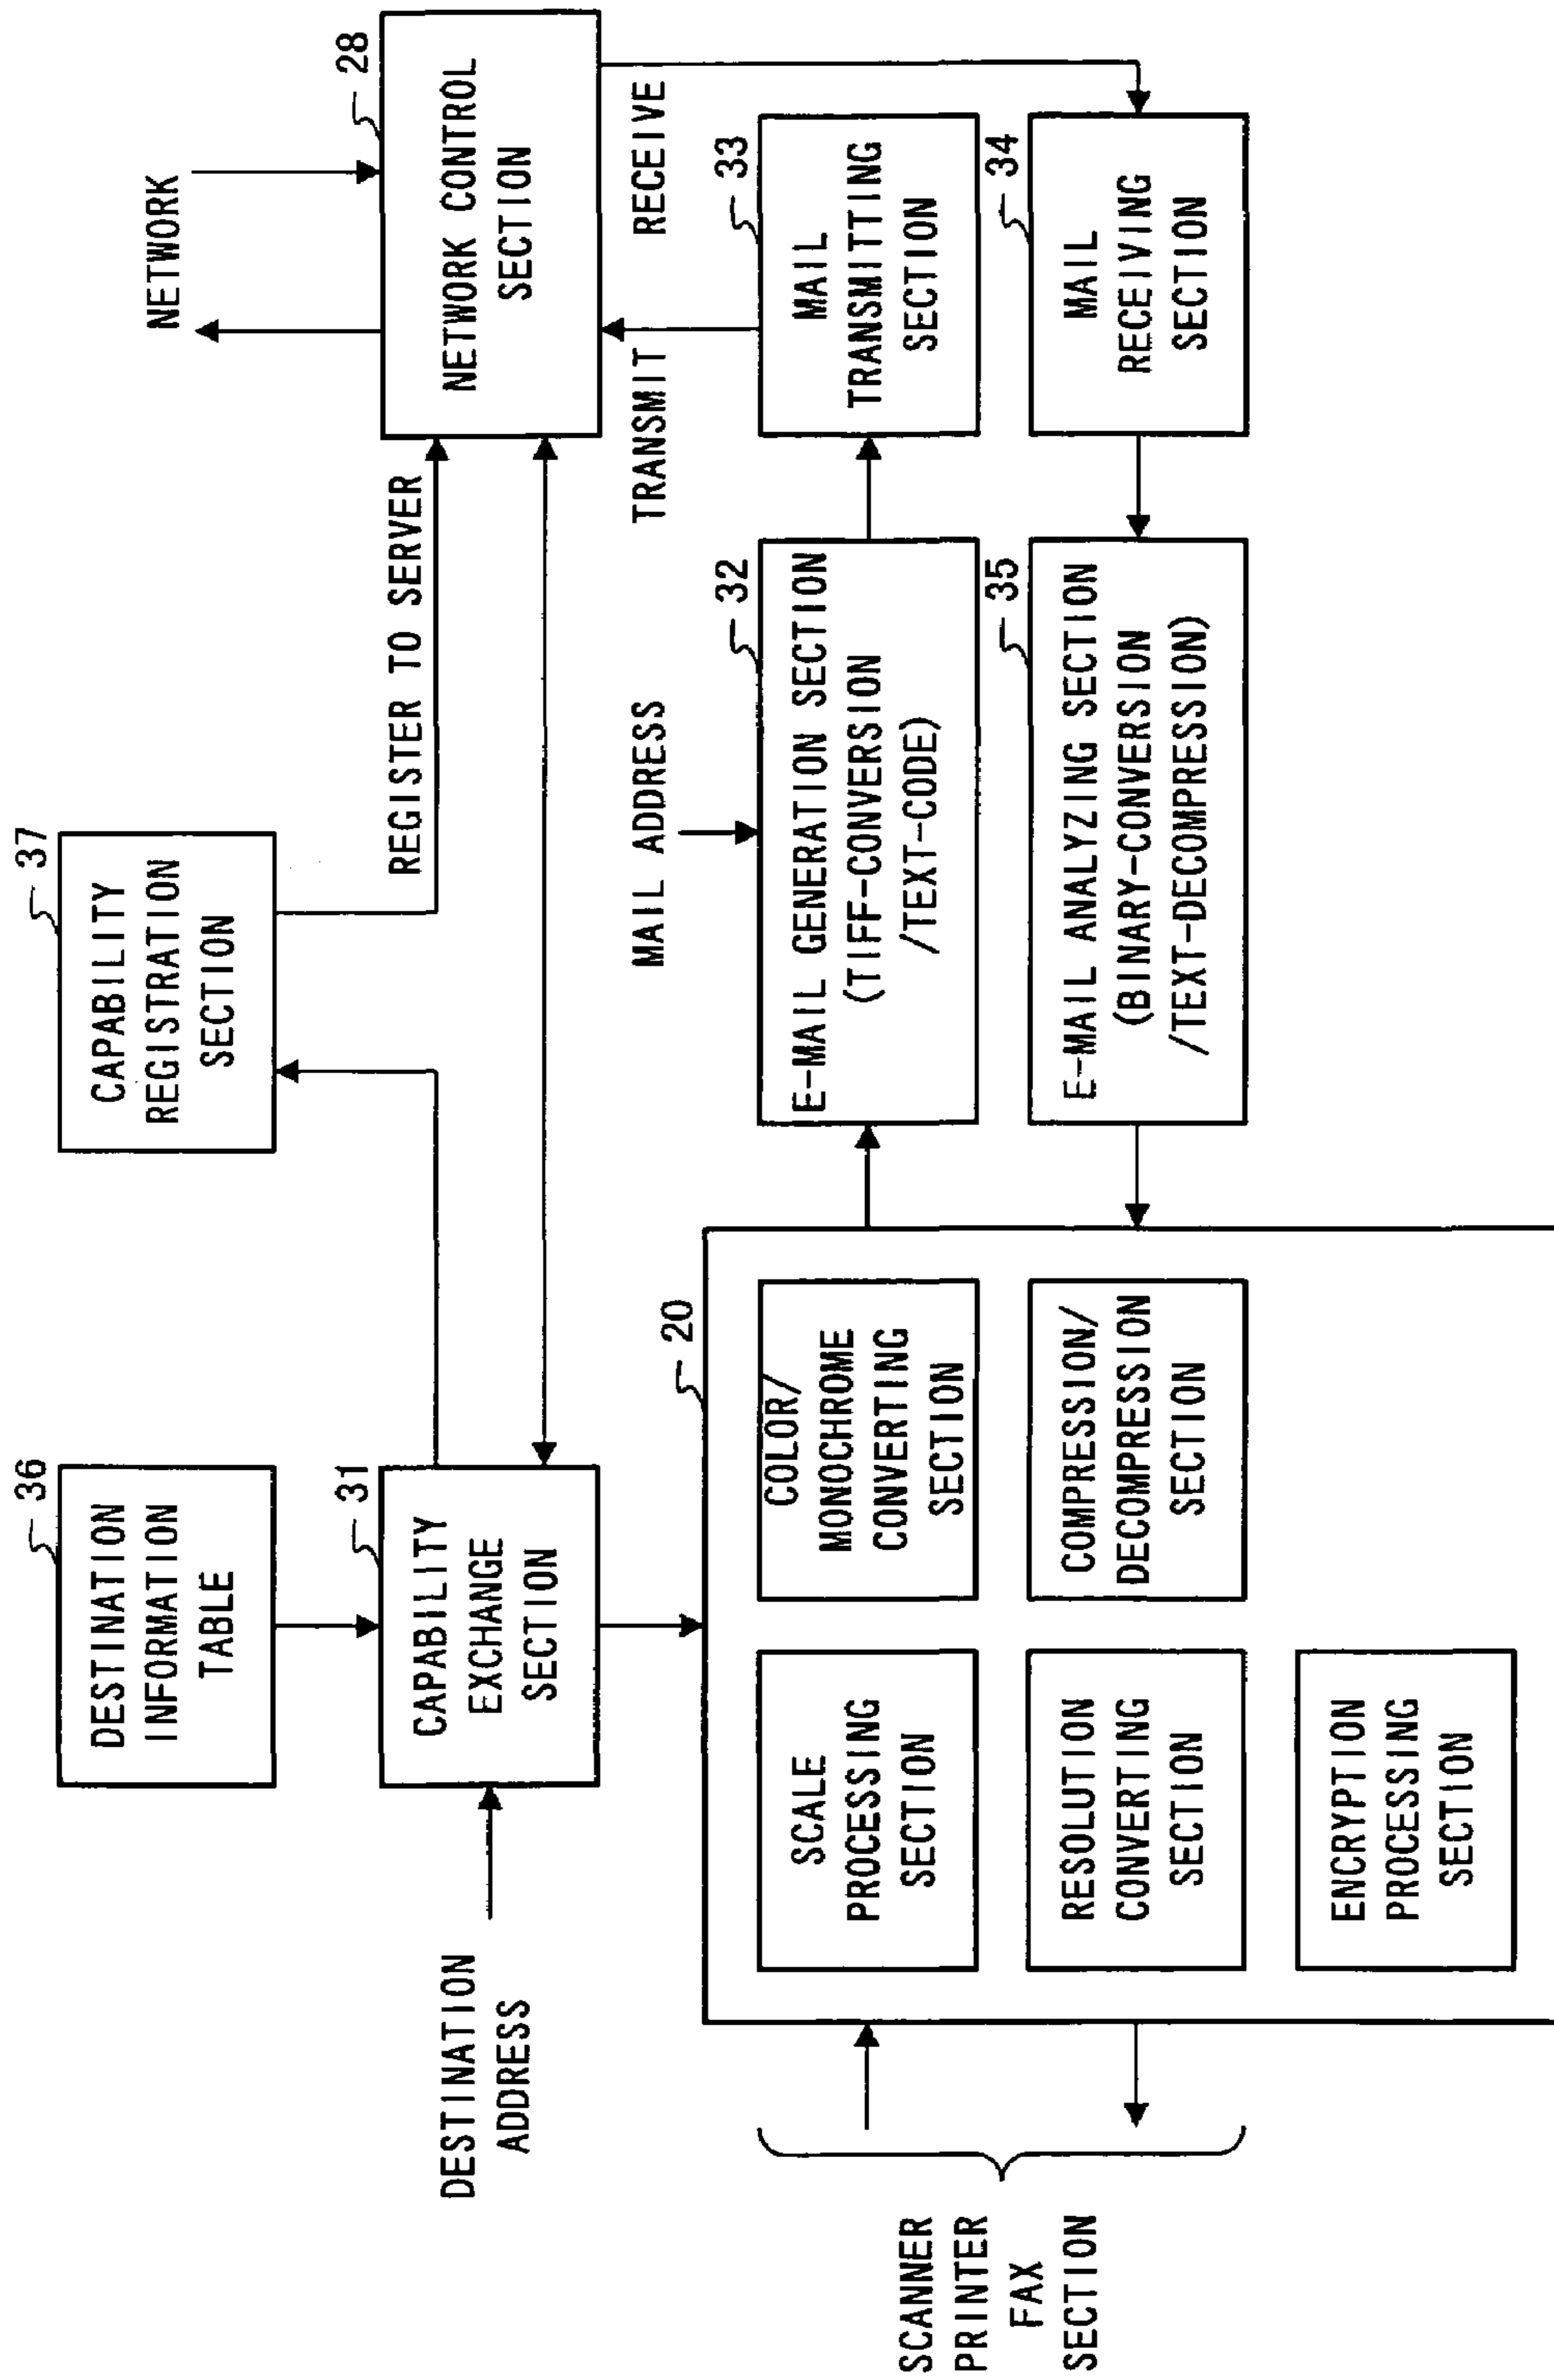 36
DESTINATION
INFORMATION
TABLE
37
CAPABILITY
REGISTRATION
SECTION
NETWORK
DESTINATION
ADDRESS
31
CAPABILITY
EXCHANGE
SECTION
REGISTER TO SERVER
28
NETWORK CONTROL
SECTION
MAIL ADDRESS
TRANSMIT
RECEIVE
20
SCANNER
PRINTER
FAX
SECTION
SCALE
PROCESSING
SECTION
COLOR/
MONOCHROME
CONVERTING
SECTION
32
E-MAIL GENERATION SECTION
(TIFF-CONVERSION
/TEXT-CODE)
33
MAIL
TRANSMITTING
SECTION
RESOLUTION
CONVERTING
SECTION
COMPRESSION/
DECOMPRESSION
SECTION
35
E-MAIL ANALYZING SECTION
(BINARY-CONVERSION
/TEXT-DECOMPRESSION)
34
MAIL
RECEIVING
SECTION
ENCRYPTION
PROCESSING
SECTION